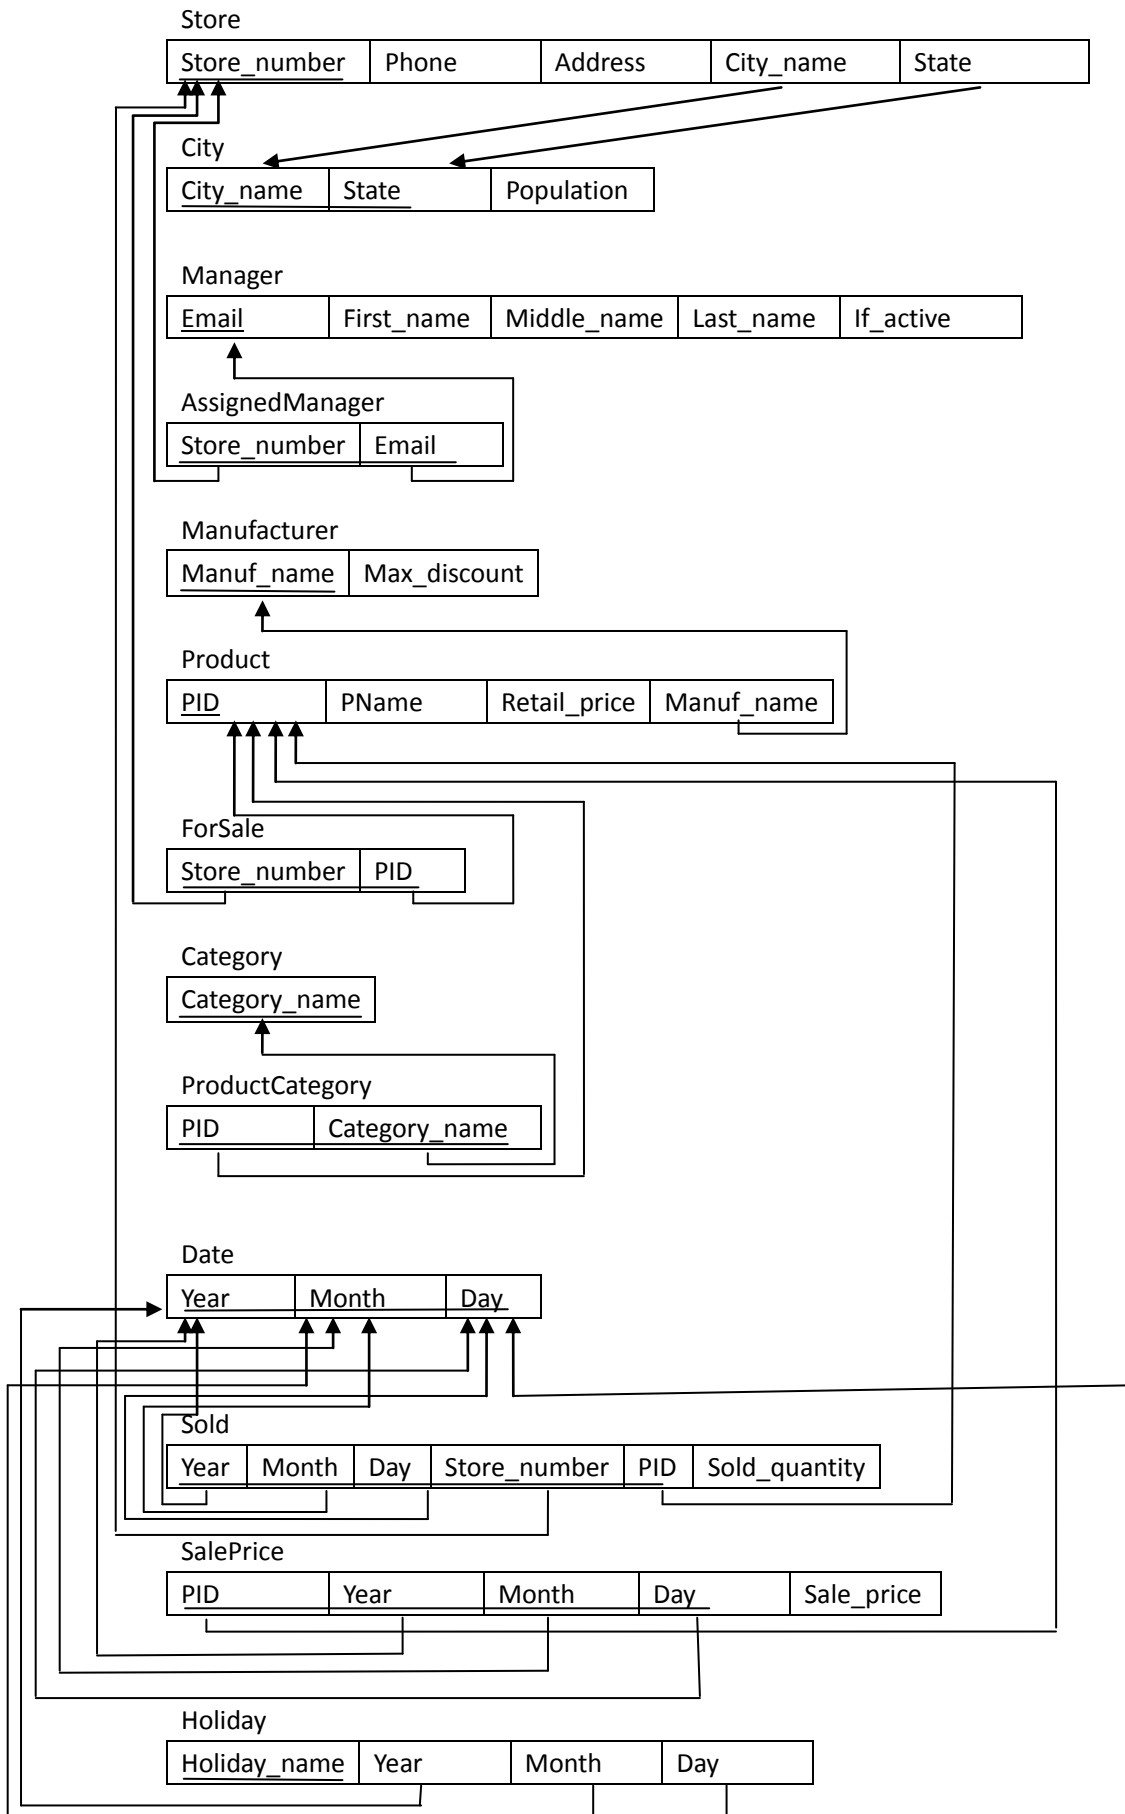 Store
Store_number Phone Address City_name State
City
City_name State Population
Manager
Email First_name Middle_name Last_name If_active
AssignedManager
Store_number Email
Manufacturer
Manuf_name Max_discount
Product
PID PName Retail_price Manuf_name
ForSale
Store_number PID
Category
Category_name
ProductCategory
PID Category_name
Date
Year Month Day
Sold
Year Month Day Store_number PID Sold_quantity
SalePrice
PID Year Month Day Sale_price
Holiday
Holiday_name Year Month Day